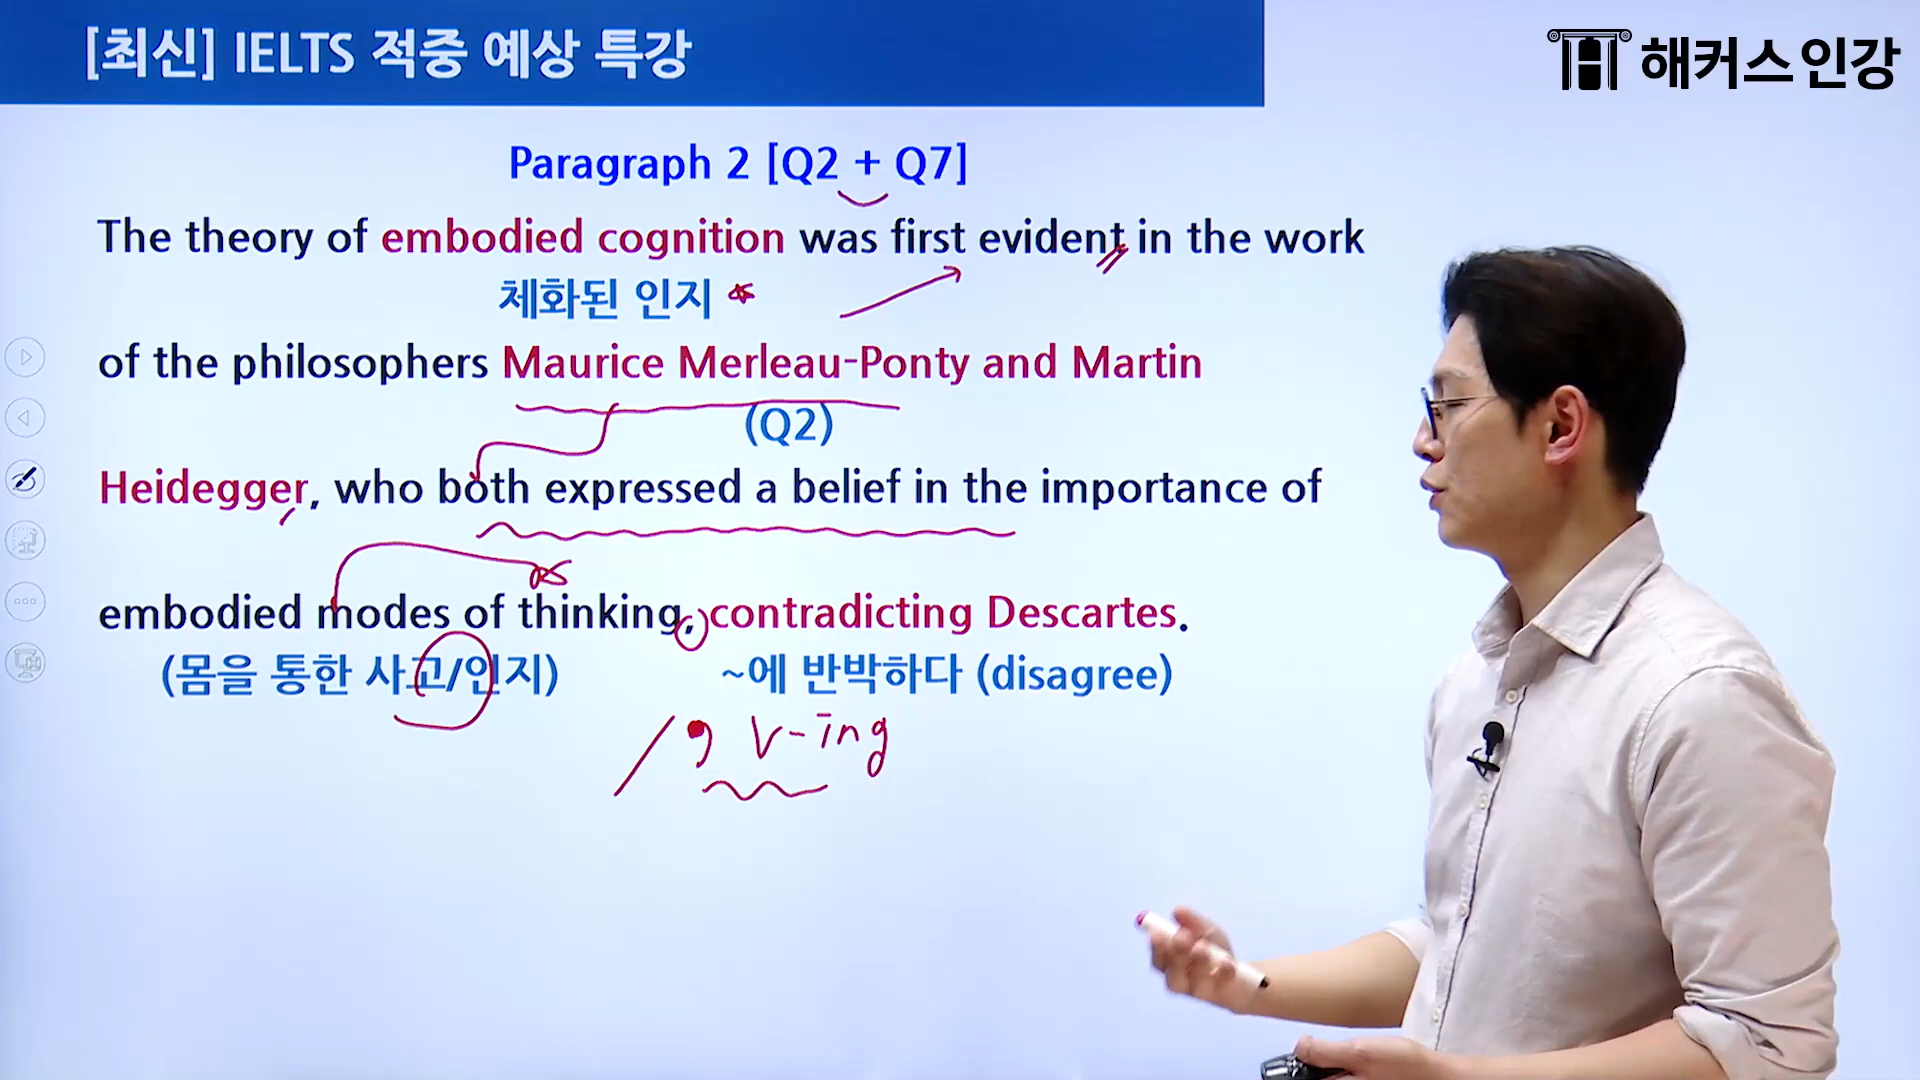 [최신] IELTS 적중 예상 특강
해커스인강
Paragraph 2 [Q2 + Q7]
The theory of embodied cognition was first evident in the work
체화된 인지
of the philosophers Maurice Merleau-Ponty and Martin
(Q2)
Heidegger, who both expressed a belief in the importance of
embodied modes of thinking, contradicting Descartes.
(몸을 통한 사고/인지) ~에 반박하다 (disagree)
/, v-ing